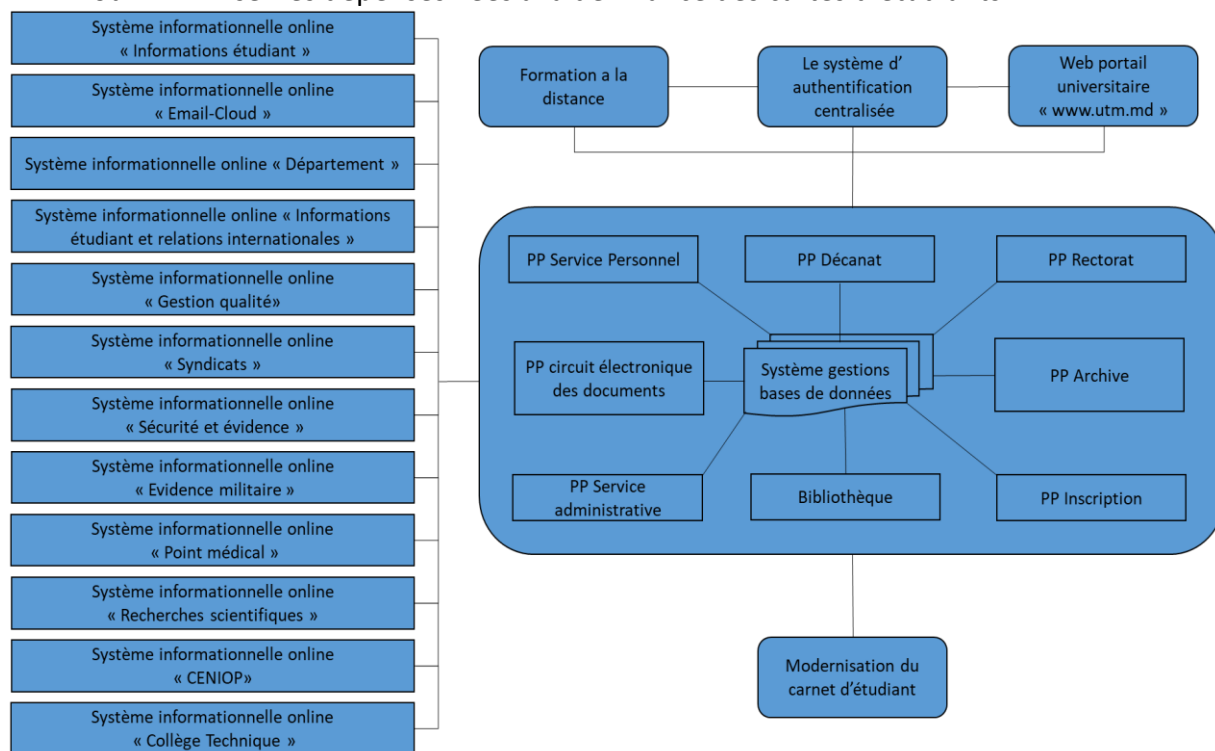 Système informationnelle online
« Informations étudiant »
Système informationnelle online
« Email-Cloud »
Système informationnelle online « Département »
Système informationnelle online « Informations
étudiant et relations internationales »
Système informationnelle online
« Gestion qualité»
Système informationnelle online
« Syndicats »
Système informationnelle online
« Sécurité et évidence »
Système informationnelle online
« Evidence militaire »
Système informationnelle online
« Point médical »
Système informationnelle online
« Recherches scientifiques »
Système informationnelle online
« CENIOP»
Système informationnelle online
« Collège Technique »
Formation a la
distance
Le système d’
authentification
centralisée
Web portail
universitaire
« www.utm.md »
PP Service Personnel
PP Décanat
PP Rectorat
PP circuit électronique
des documents
Système gestions
bases de données
PP Archive
PP Service
administrative
Bibliothèque
PP Inscription
Modernisation du
carnet d’étudiant